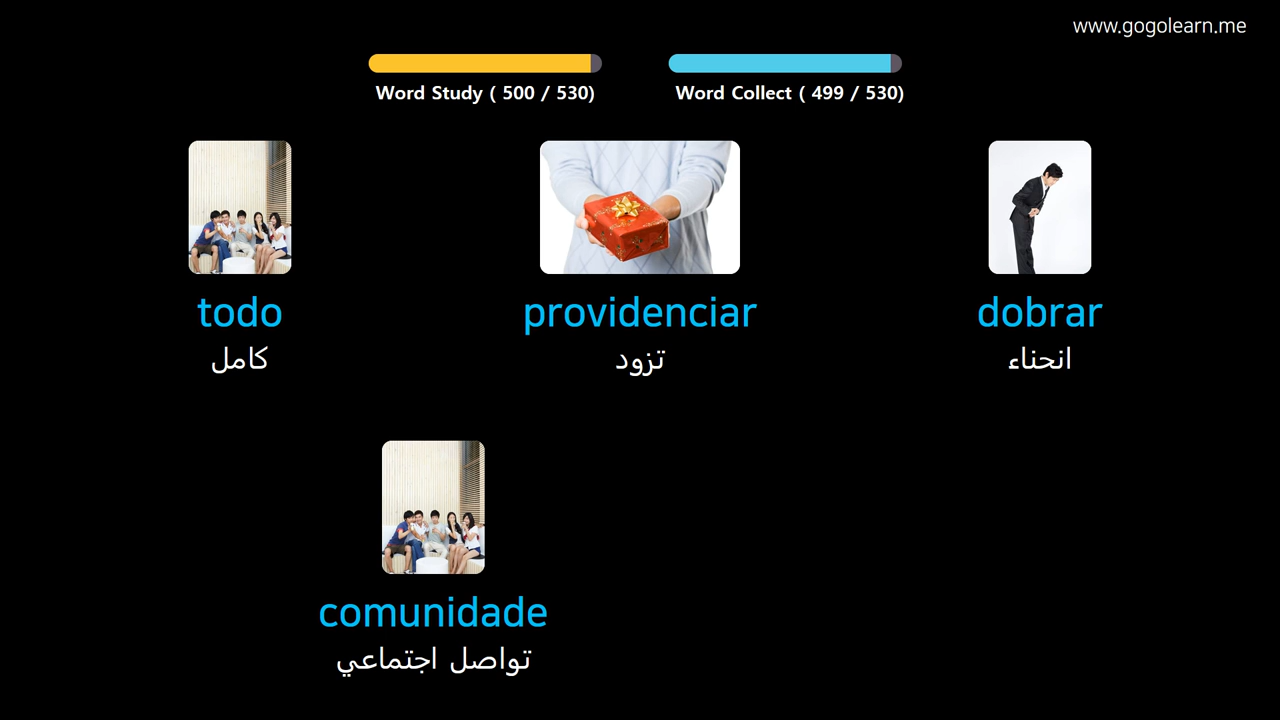 www.gogolearn.me
Word Study ( 500 / 530)
Word Collect ( 499 / 530)
todo
كامل
providenciar
تزود
dobrar
انحناء
comunidade
تواصل اجتماعي